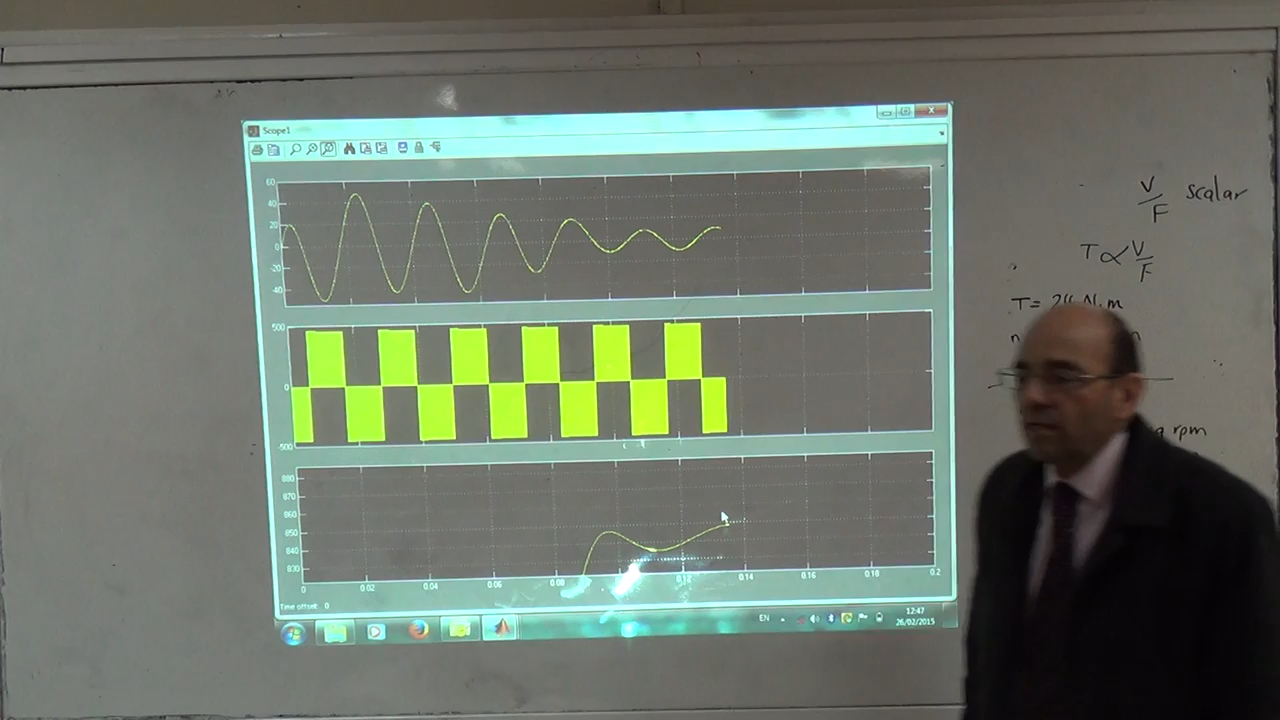 Scope1
60
40
20
0
-20
-40
500
0
-500
880
870
860
850
840
830
0 0.02 0.04 0.06 0.08 0.12 0.14 0.16 0.18 0.2
Time offset: 0
EN
12:47
26/02/2015
V/F scalar
T∝V/F
T=
N.m
rpm